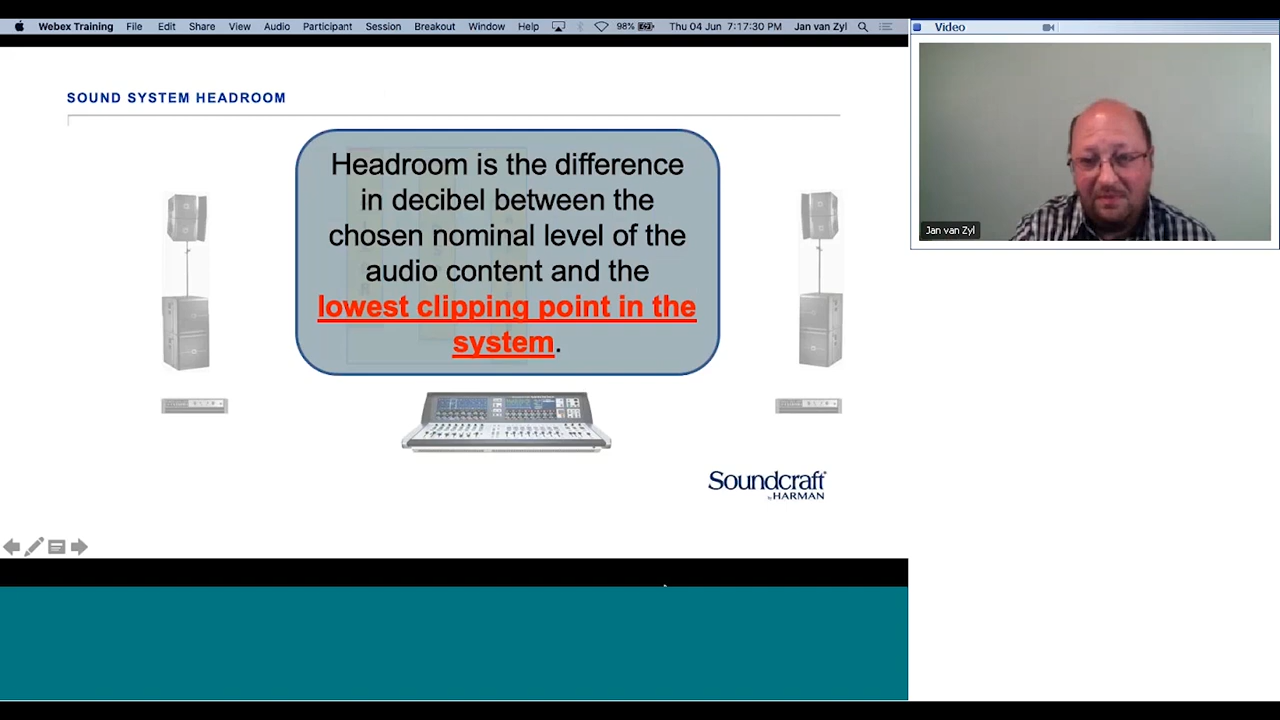 Webex Training File Edit Share View Audio Participant Session Breakout Window Help 98% Thu 04 Jun 7:17:30 PM Jan van Zyl
Video
SOUND SYSTEM HEADROOM
Headroom is the difference
in decibel between the
chosen nominal level of the
audio content and the
lowest clipping point in the
system.
Jan van Zyl
Soundcraft
by HARMAN